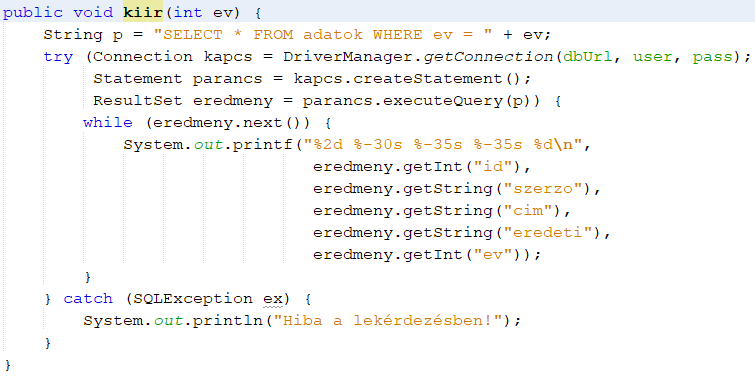 public void kiir(int ev) {
    String p = "SELECT * FROM adatok WHERE ev = " + ev;
    try (Connection kapcs = DriverManager.getConnection(dbUrl, user, pass);
         Statement parancs = kapcs.createStatement();
         ResultSet eredmeny = parancs.executeQuery(p)) {
        while (eredmeny.next()) {
            System.out.printf("%2d %-30s %-35s %-35s %d\n",
                               eredmeny.getInt("id"),
                               eredmeny.getString("szerzo"),
                               eredmeny.getString("cim"),
                               eredmeny.getString("eredeti"),
                               eredmeny.getInt("ev"));
        }
    } catch (SQLException ex) {
        System.out.println("Hiba a lekérdezésben!");
    }
}